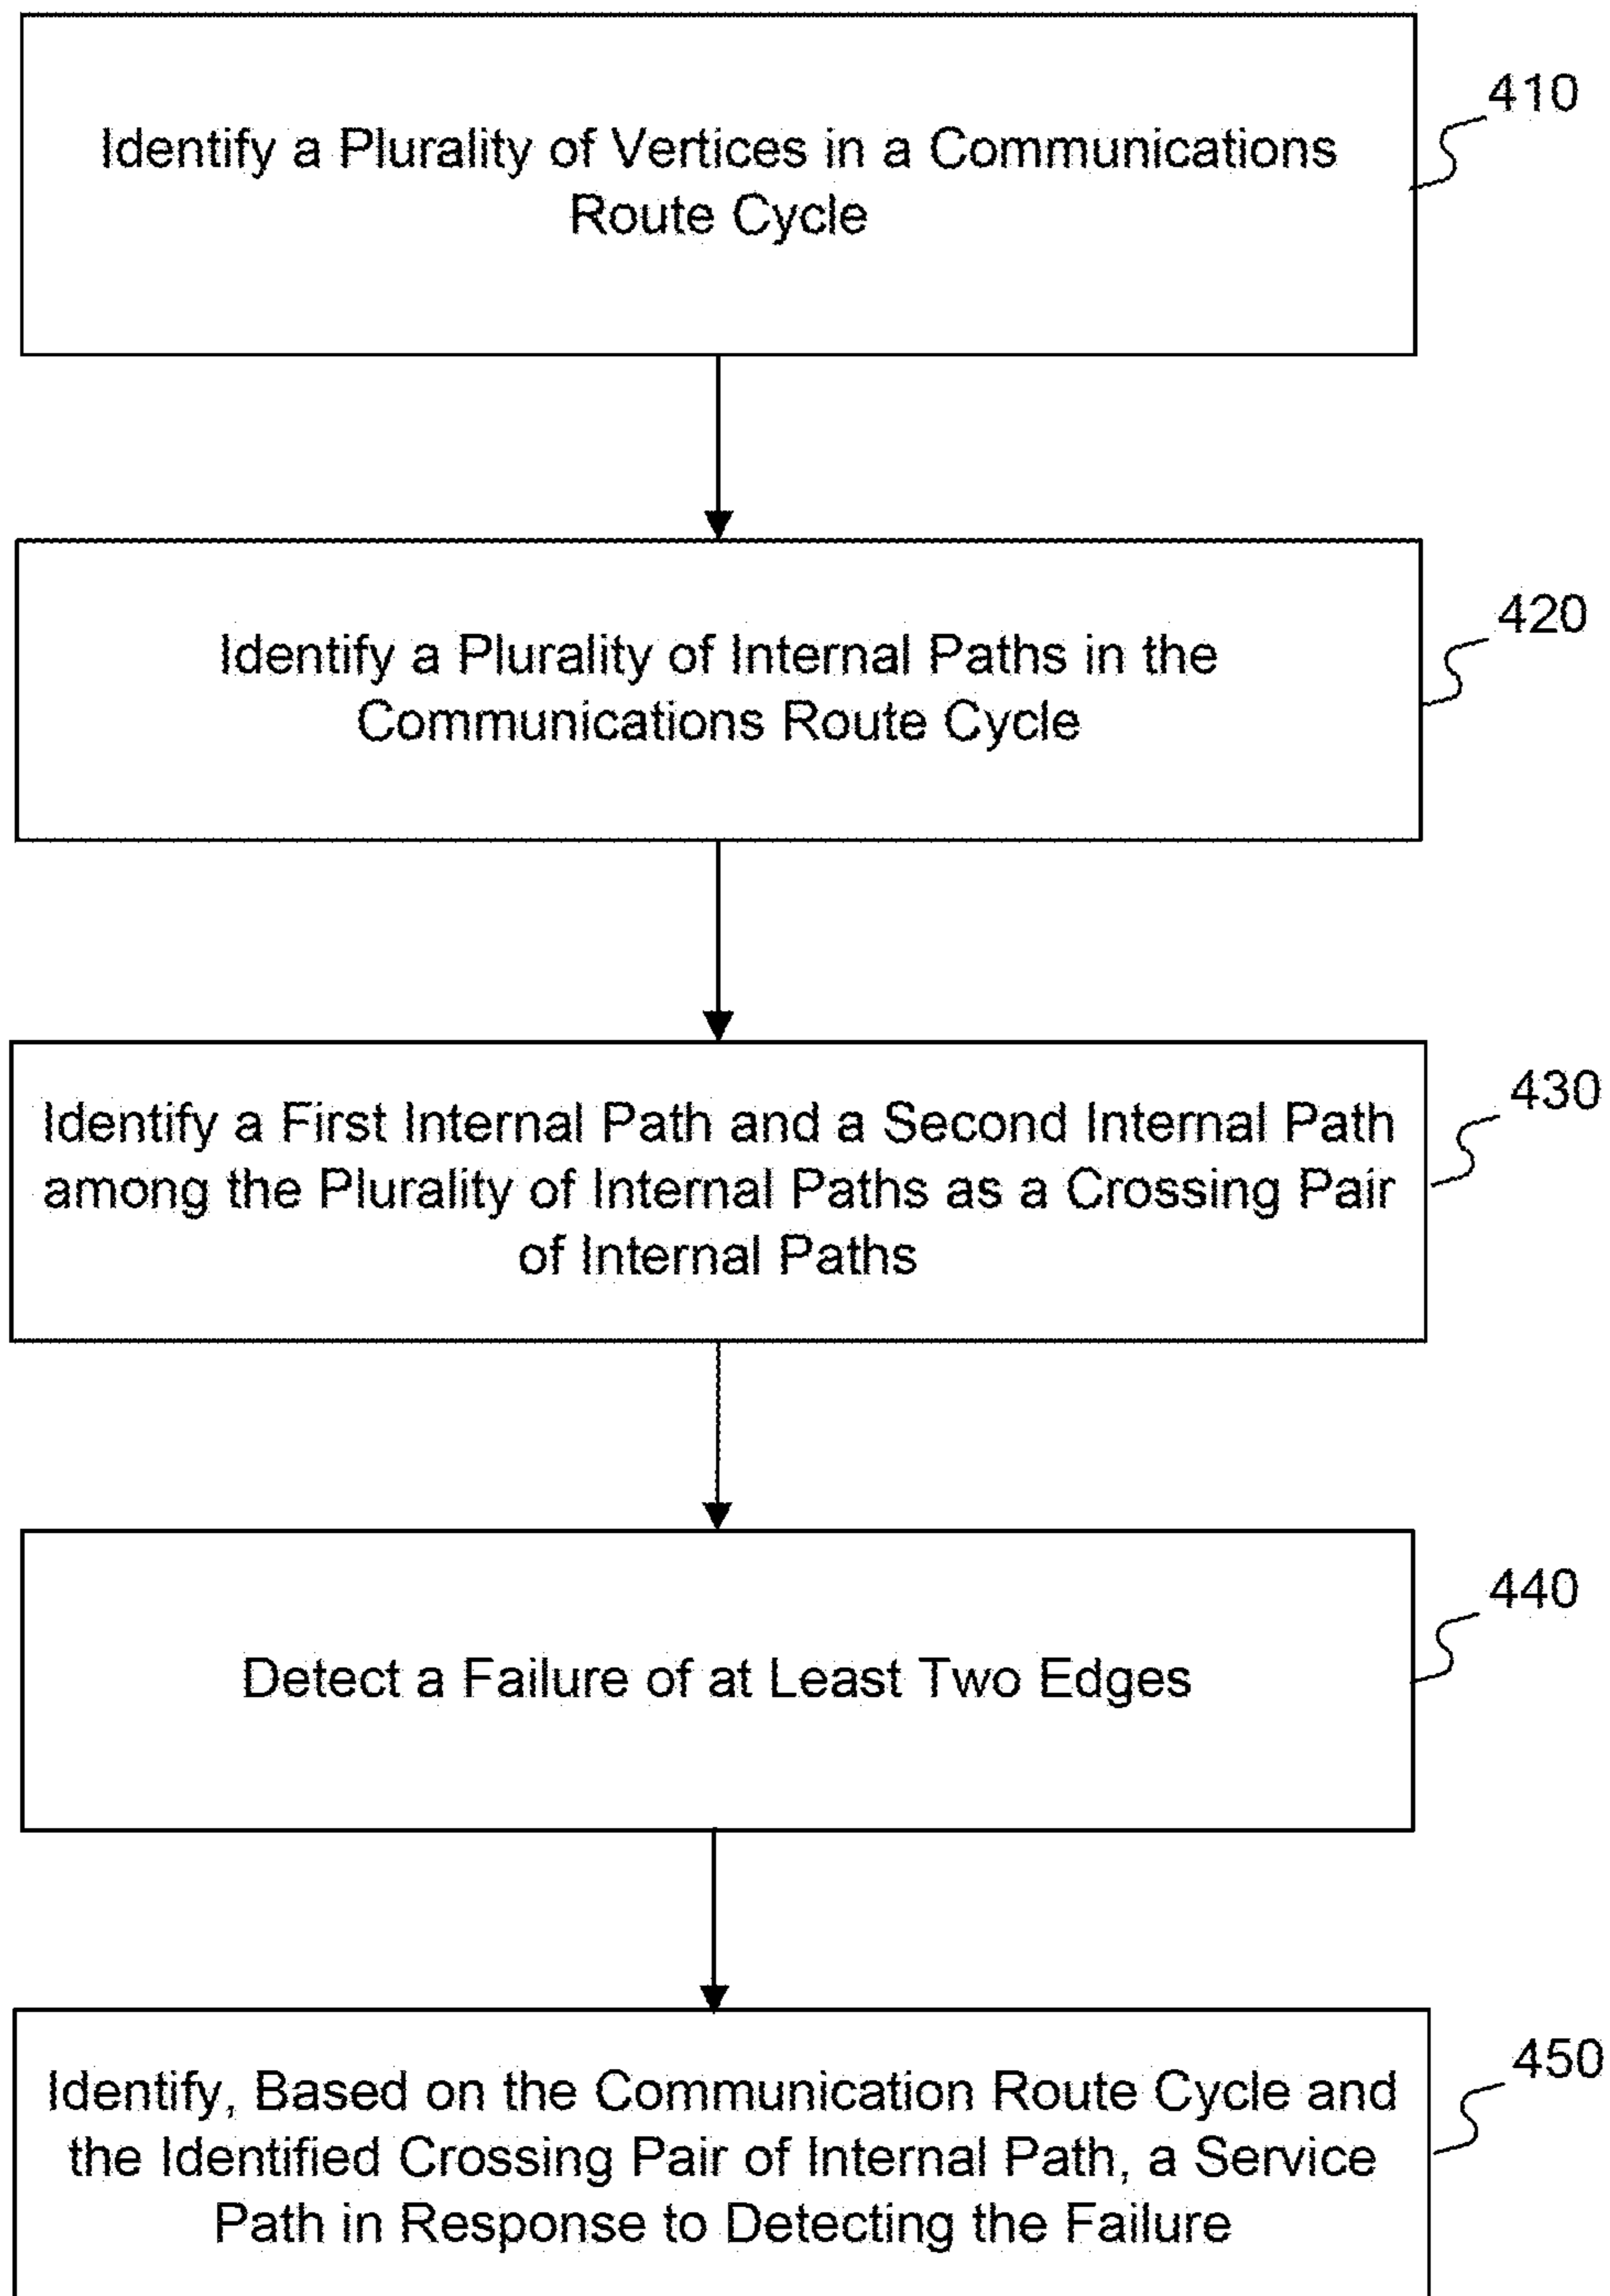 Identify a Plurality of Vertices in a Communications
Route Cycle
410
Identify a Plurality of Internal Paths in the
Communications Route Cycle
420
Identify a First Internal Path and a Second Internal Path
among the Plurality of Internal Paths as a Crossing Pair
of Internal Paths
430
Detect a Failure of at Least Two Edges
440
Identify, Based on the Communication Route Cycle and
the Identified Crossing Pair of Internal Path, a Service
Path in Response to Detecting the Failure
450